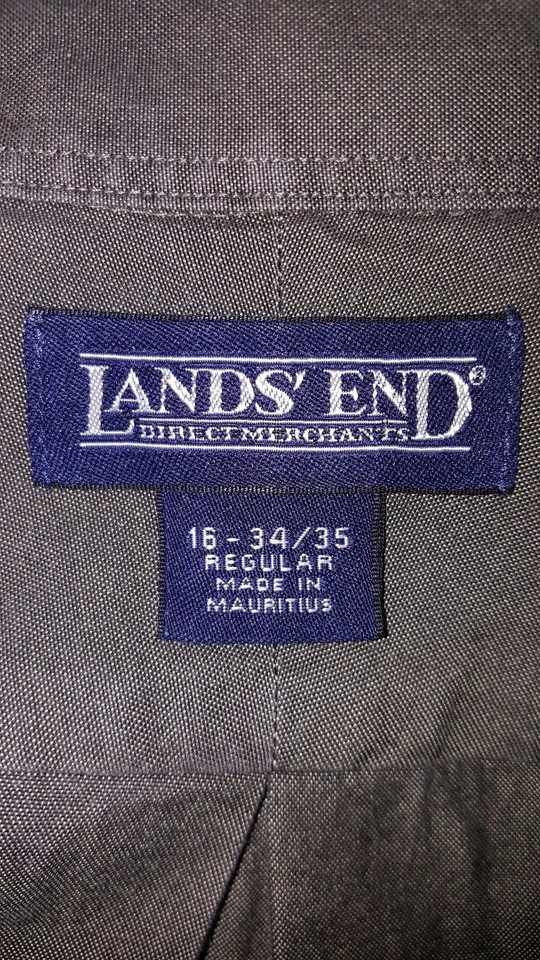 LANDS' END®
DIRECT MERCHANTS
16 - 34/35
REGULAR
MADE IN
MAURITIUS